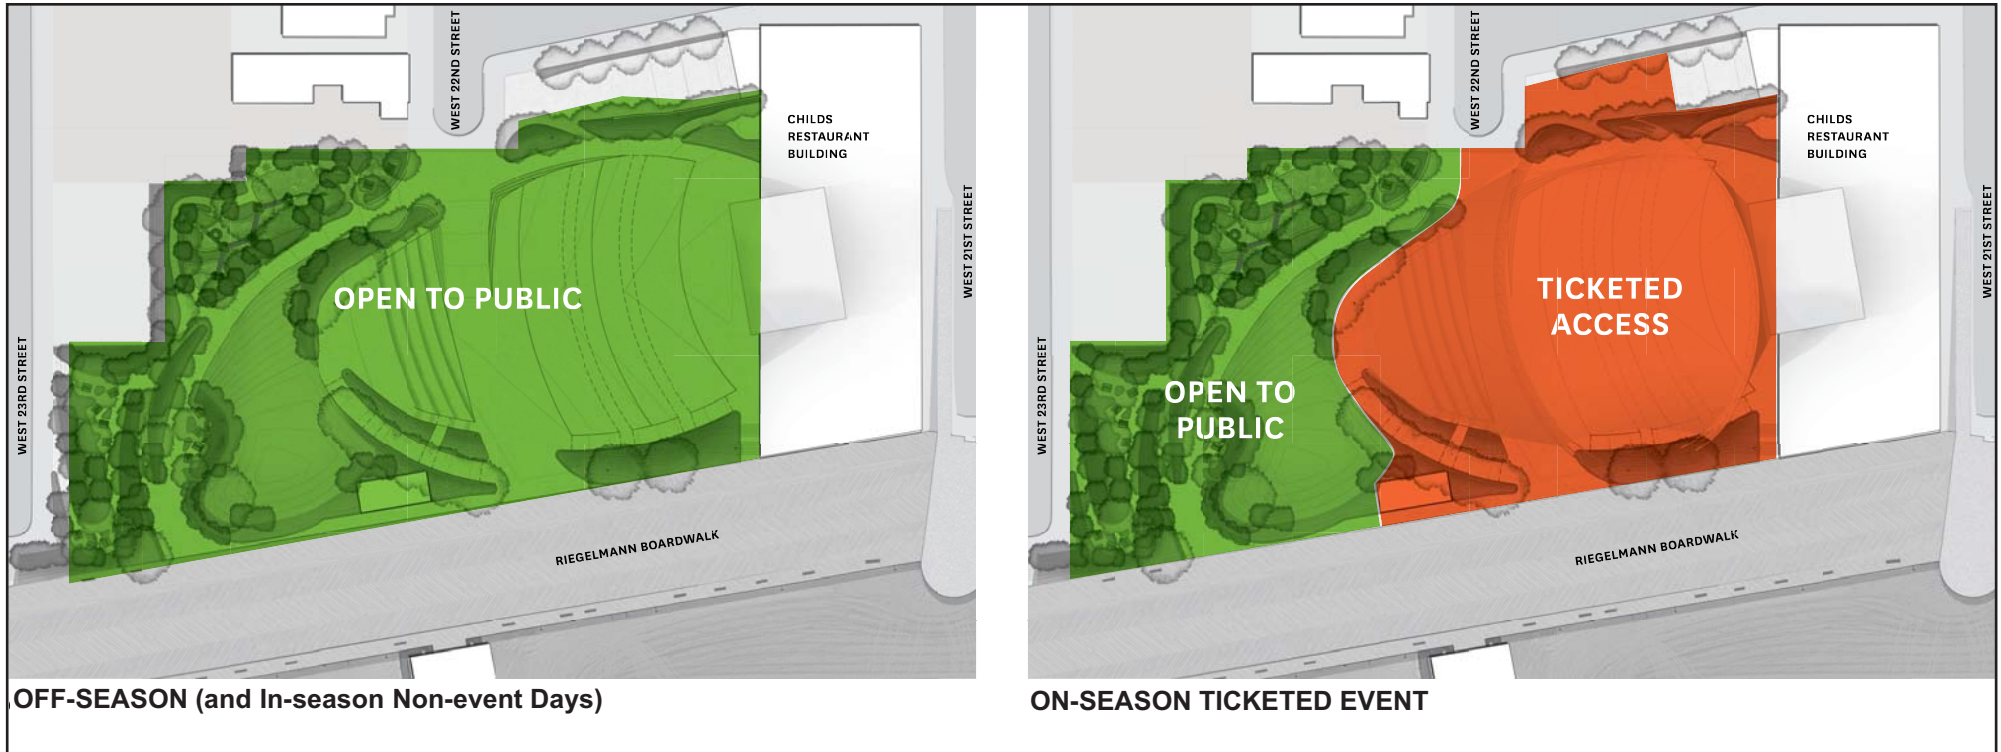 WEST 22ND STREET
CHILDS
RESTAURANT
BUILDING
WEST 21ST STREET
OPEN TO PUBLIC
WEST 23RD STREET
RIEGELMANN BOARDWALK
OFF-SEASON (and In-season Non-event Days)
WEST 22ND STREET
CHILDS
RESTAURANT
BUILDING
WEST 21ST STREET
TICKETED
ACCESS
OPEN TO
PUBLIC
WEST 23RD STREET
RIEGELMANN BOARDWALK
ON-SEASON TICKETED EVENT